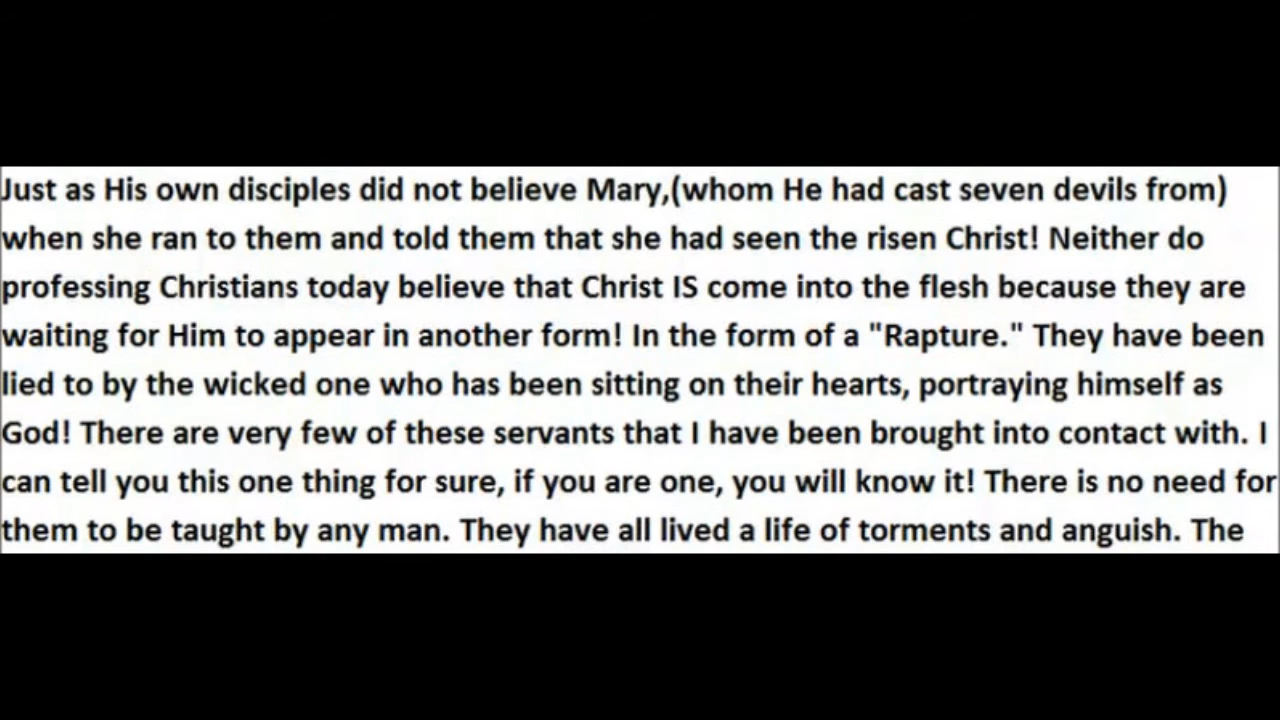 Just as His own disciples did not believe Mary,(whom He had cast seven devils from)
when she ran to them and told them that she had seen the risen Christ! Neither do
professing Christians today believe that Christ IS come into the flesh because they are
waiting for Him to appear in another form! In the form of a "Rapture." They have been
lied to by the wicked one who has been sitting on their hearts, portraying himself as
God! There are very few of these servants that I have been brought into contact with. I
can tell you this one thing for sure, if you are one, you will know it! There is no need for
them to be taught by any man. They have all lived a life of torments and anguish. The